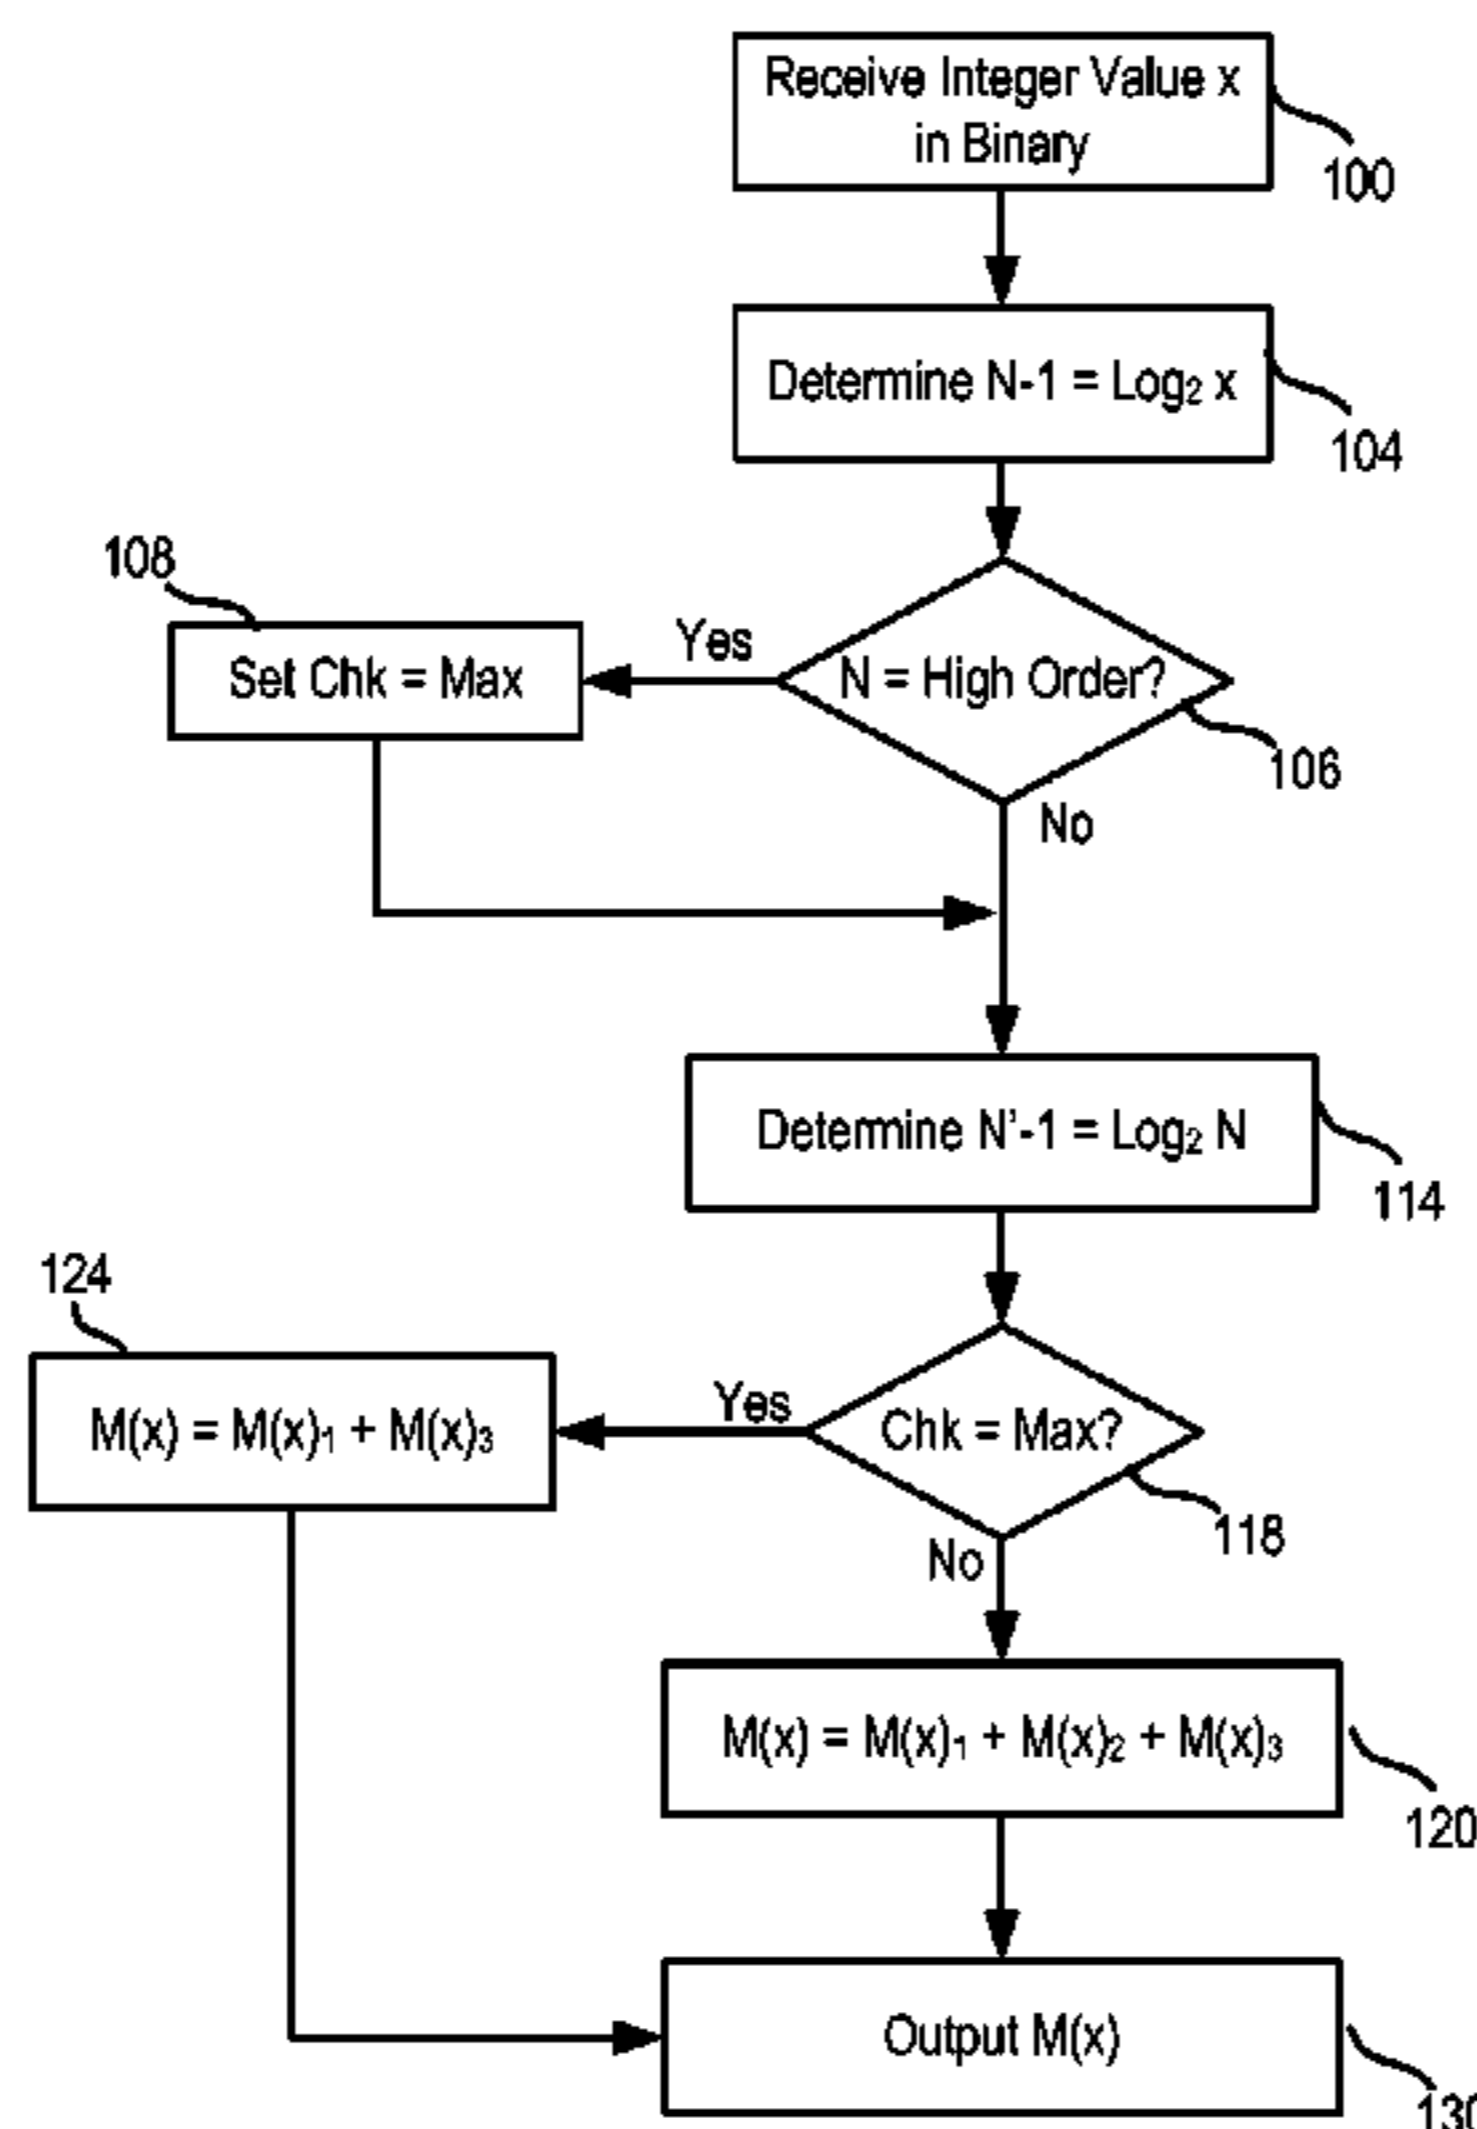 Receive Integer Value x
in Binary
100
Determine N-1 = Log₂ x
104
108
Set Chk = Max
Yes
N = High Order?
106
No
Determine N'-1 = Log₂ N
114
124
M(x) = M(x)₁ + M(x)₃
Yes
Chk = Max?
118
No
M(x) = M(x)₁ + M(x)₂ + M(x)₃
120
Output M(x)
130